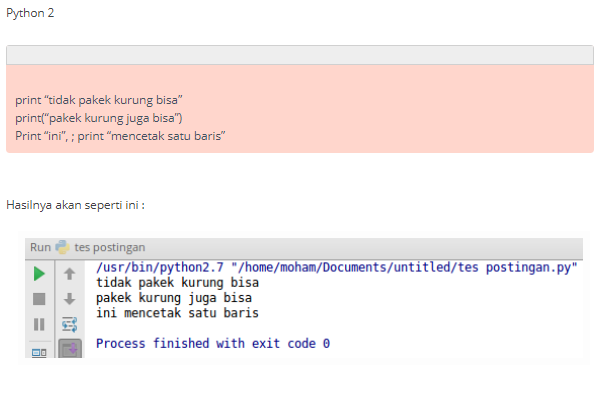 Python 2
print “tidak pakek kurung bisa”
print(“pakek kurung juga bisa”)
Print “ini”, ; print “mencetak satu baris”
Hasilnya akan seperti ini :
Run tes postingan
/usr/bin/python2.7 "/home/moham/Documents/untitled/tes postingan.py"
tidak pakek kurung bisa
pakek kurung juga bisa
ini mencetak satu baris
Process finished with exit code 0